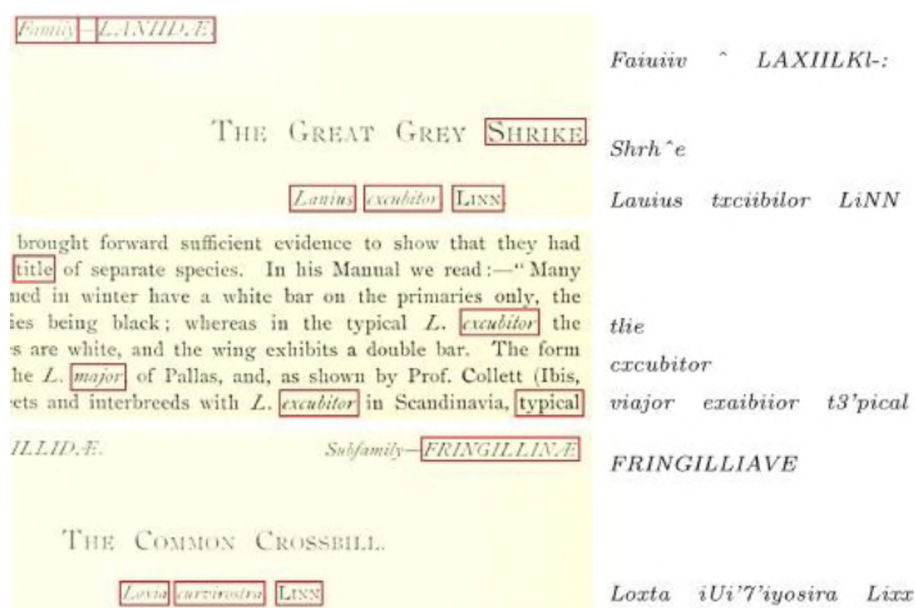 Family—LANIIDÆ.
Faiuiiv ^ LAXIILKl-:
THE GREAT GREY SHRIKE.
Shrh^e
Lanius excubitor, LINN.
Lauius txciibilor LiNN
brought forward sufficient evidence to show that they had
title of separate species. In his Manual we read:—“Many
ned in winter have a white bar on the primaries only, the
ies being black; whereas in the typical L. excubitor the
tlie
s are white, and the wing exhibits a double bar. The form
cxcubitor
he L. major, of Pallas, and, as shown by Prof. Collett (Ibis,
ets and interbreeds with L. excubitor in Scandinavia, typical
viajor exaibiior t3'pical
ILLIDÆ.
Subfamily—FRINGILLINÆ
FRINGILLIAVE
THE COMMON CROSSBILL.
Loxia curvirostra, LINN
Loxta iUi'7'iyosira Lixx